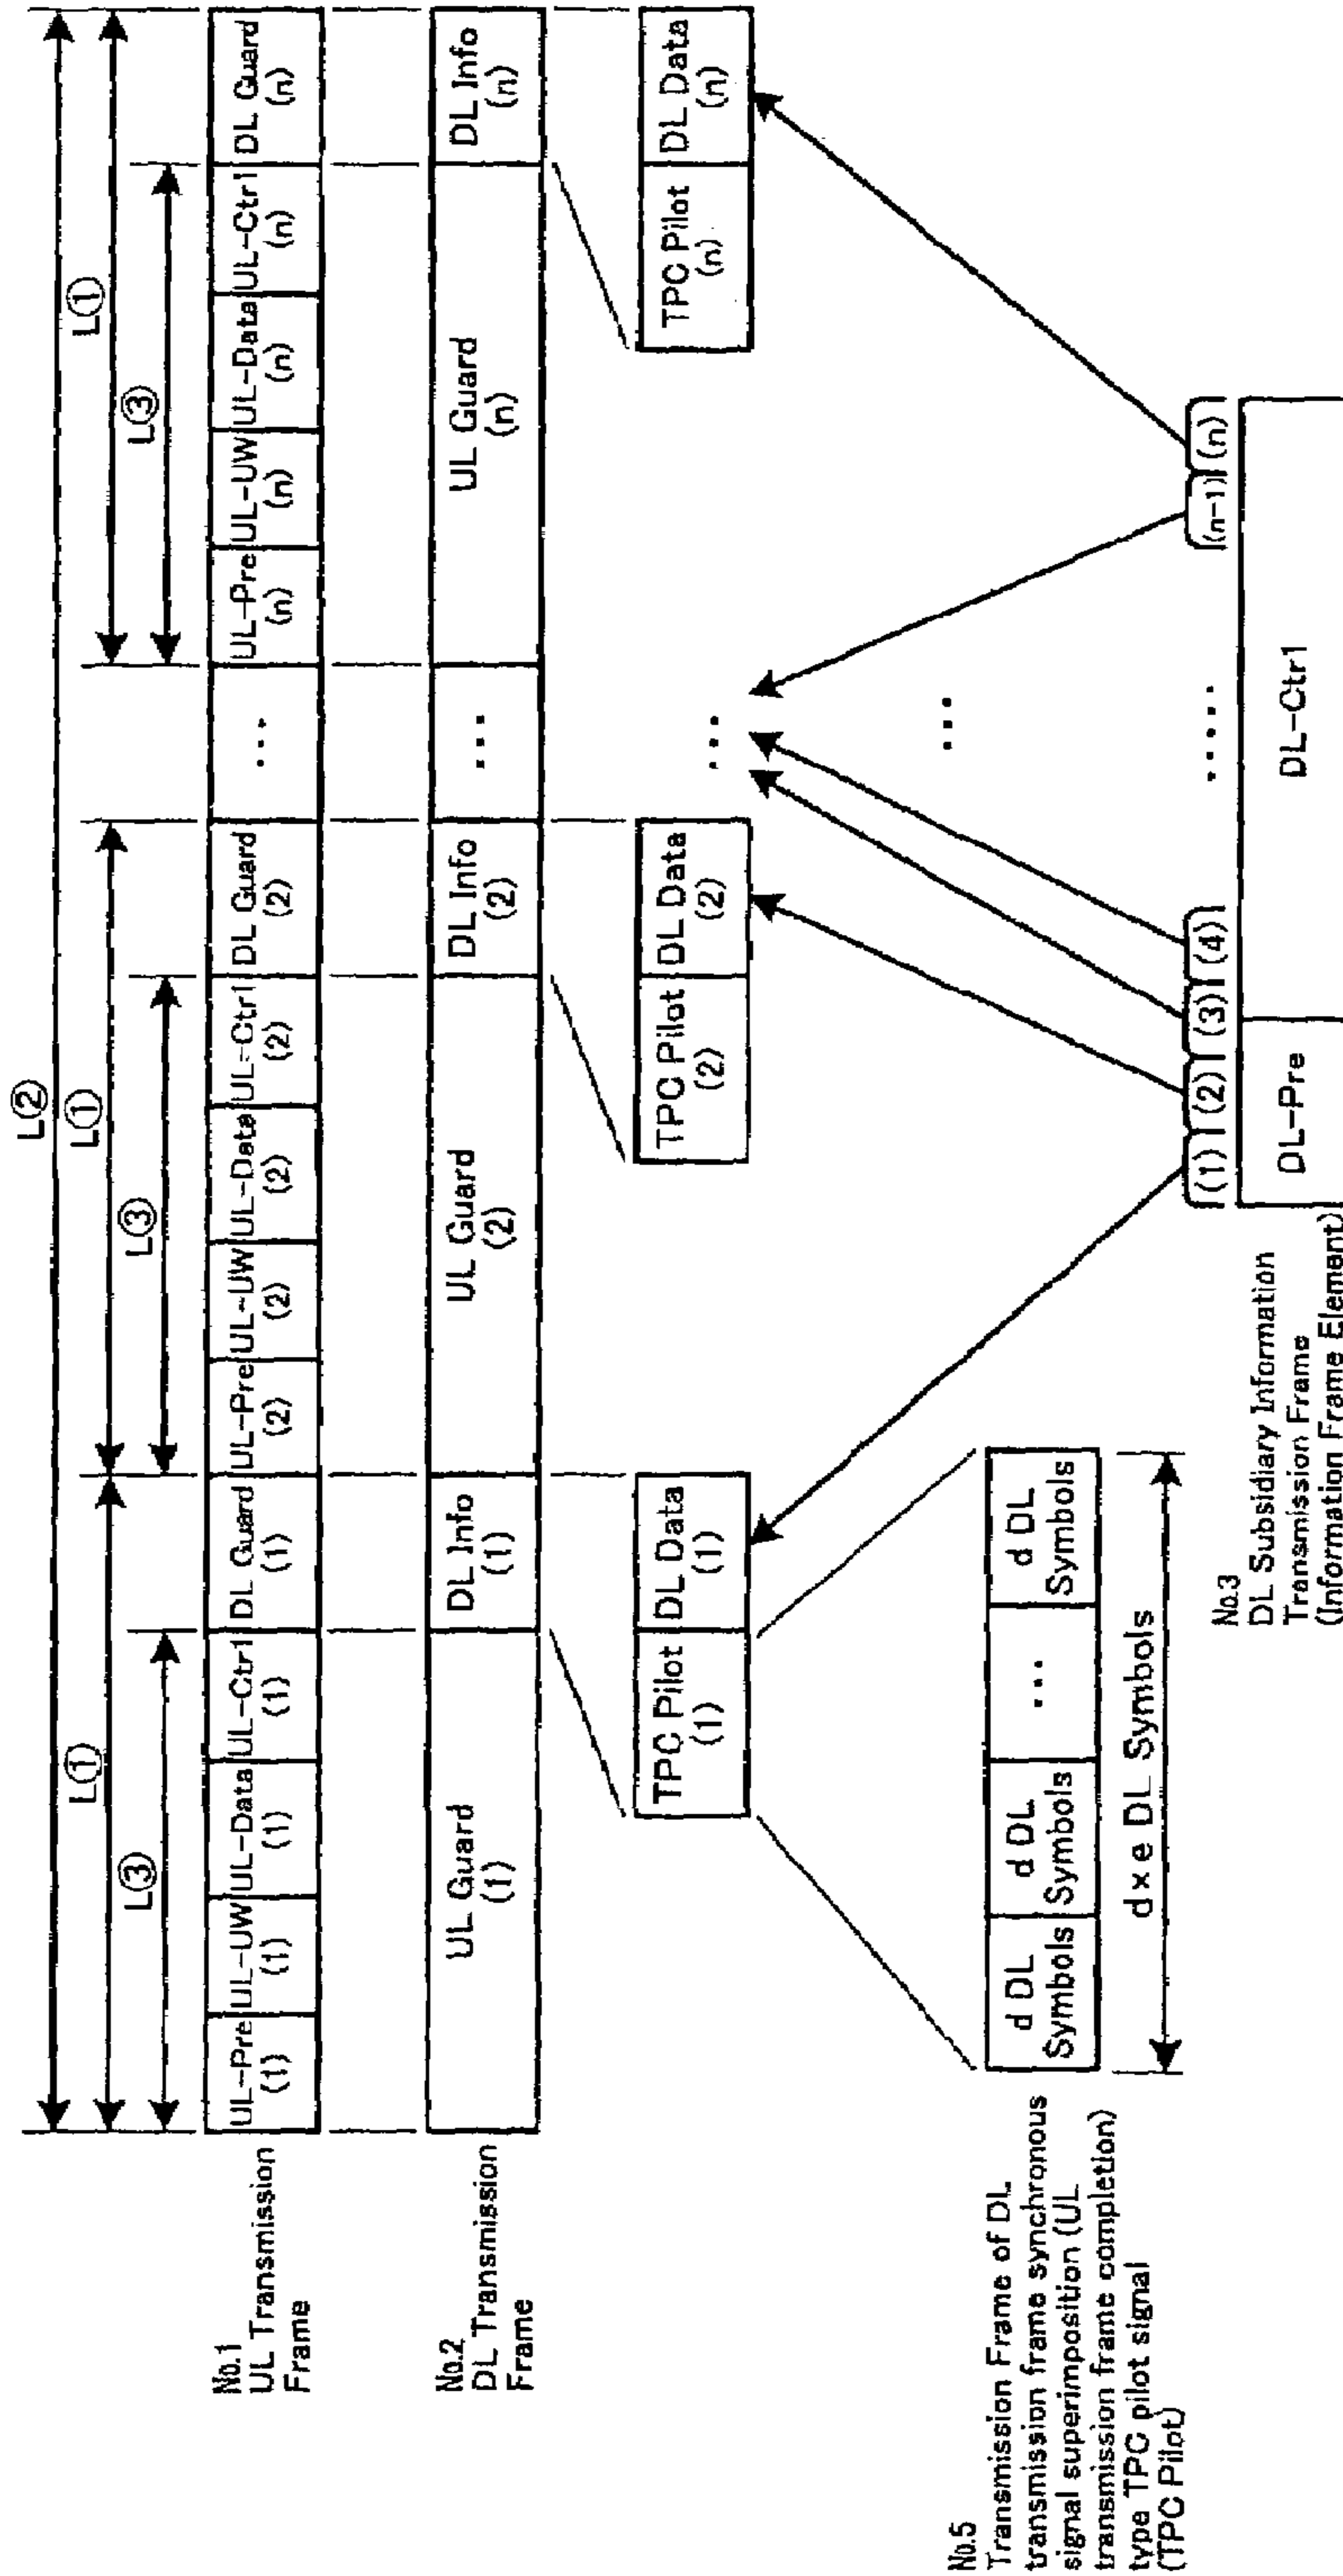 L②
L① L① L①
L③ L③ L③
No.1
UL Transmission
Frame
UL-Pre UL-UW UL-Data UL-Ctrl DL Guard UL-Pre UL-UW UL-Data UL-Ctrl DL Guard ... UL-Pre UL-UW UL-Data UL-Ctrl DL Guard
(1) (1) (1) (1) (1) (2) (2) (2) (2) (2) (n) (n) (n) (n) (n)
No.2
DL Transmission
Frame
UL Guard DL Info UL Guard DL Info ... UL Guard DL Info
(1) (1) (2) (2) (n) (n)
TPC Pilot DL Data TPC Pilot DL Data ... TPC Pilot DL Data
(1) (1) (2) (2) (n) (n)
...
No.5
Transmission Frame of DL
transmission frame synchronous
signal superimposition (UL
transmission frame completion)
type TPC pilot signal
(TPC Pilot)
d DL d DL ... d DL
Symbols Symbols Symbols
d×e DL Symbols
No.3
DL Subsidiary Information
Transmission Frame
(Information Frame Element)
(1) (2) (3) (4) ..... (n-1) (n)
DL-Pre DL-Ctrl